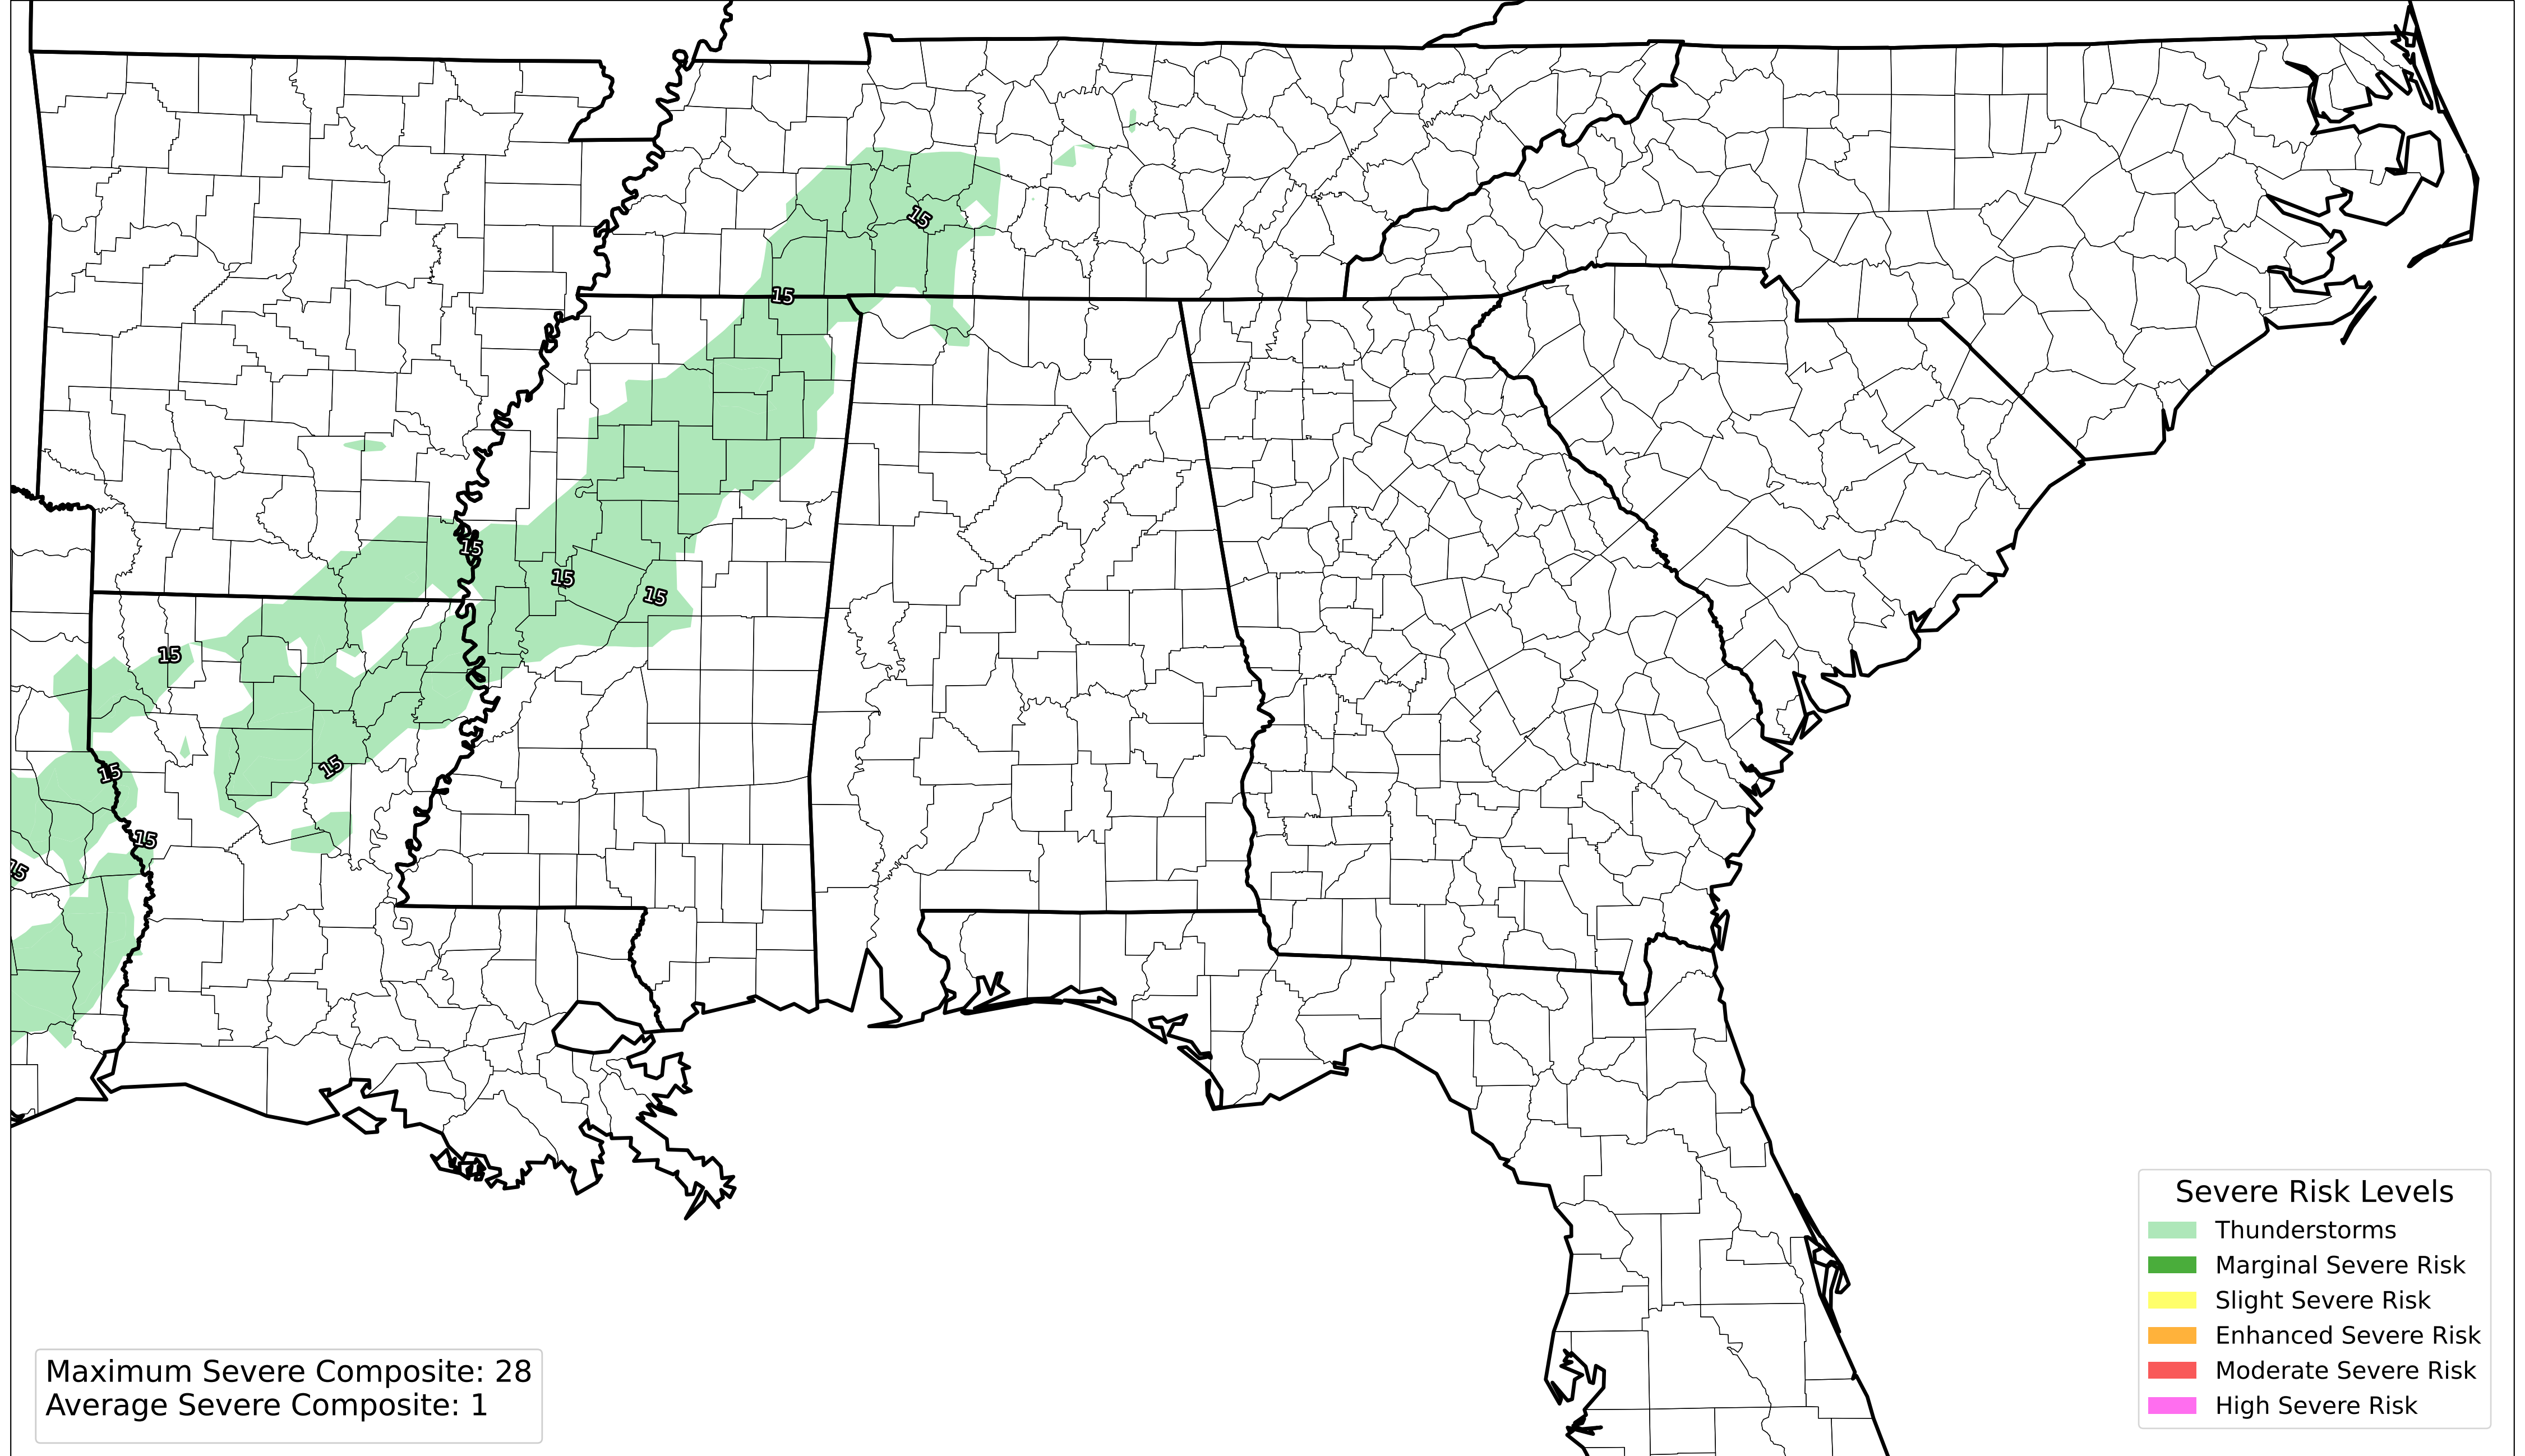 15
15
15
15
15
15
15
15
15
15
Severe Risk Levels
Thunderstorms
Marginal Severe Risk
Slight Severe Risk
Enhanced Severe Risk
Moderate Severe Risk
High Severe Risk
Maximum Severe Composite: 28
Average Severe Composite: 1